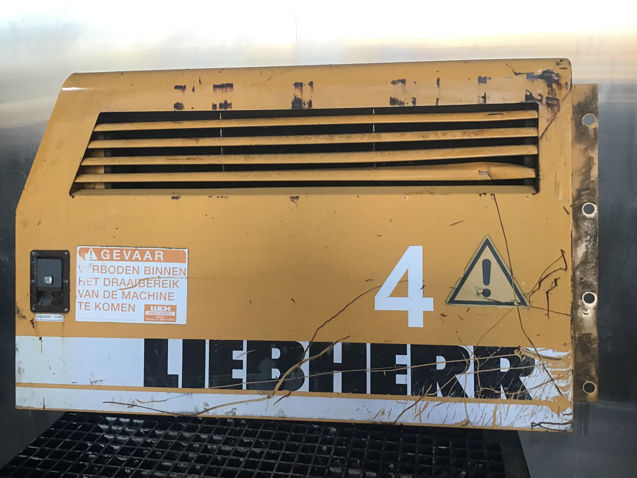 GEVAAR
VERBODEN BINNEN
HET DRAAIBEREIK
VAN DE MACHINE
TE KOMEN
4
!
LIEBHERR